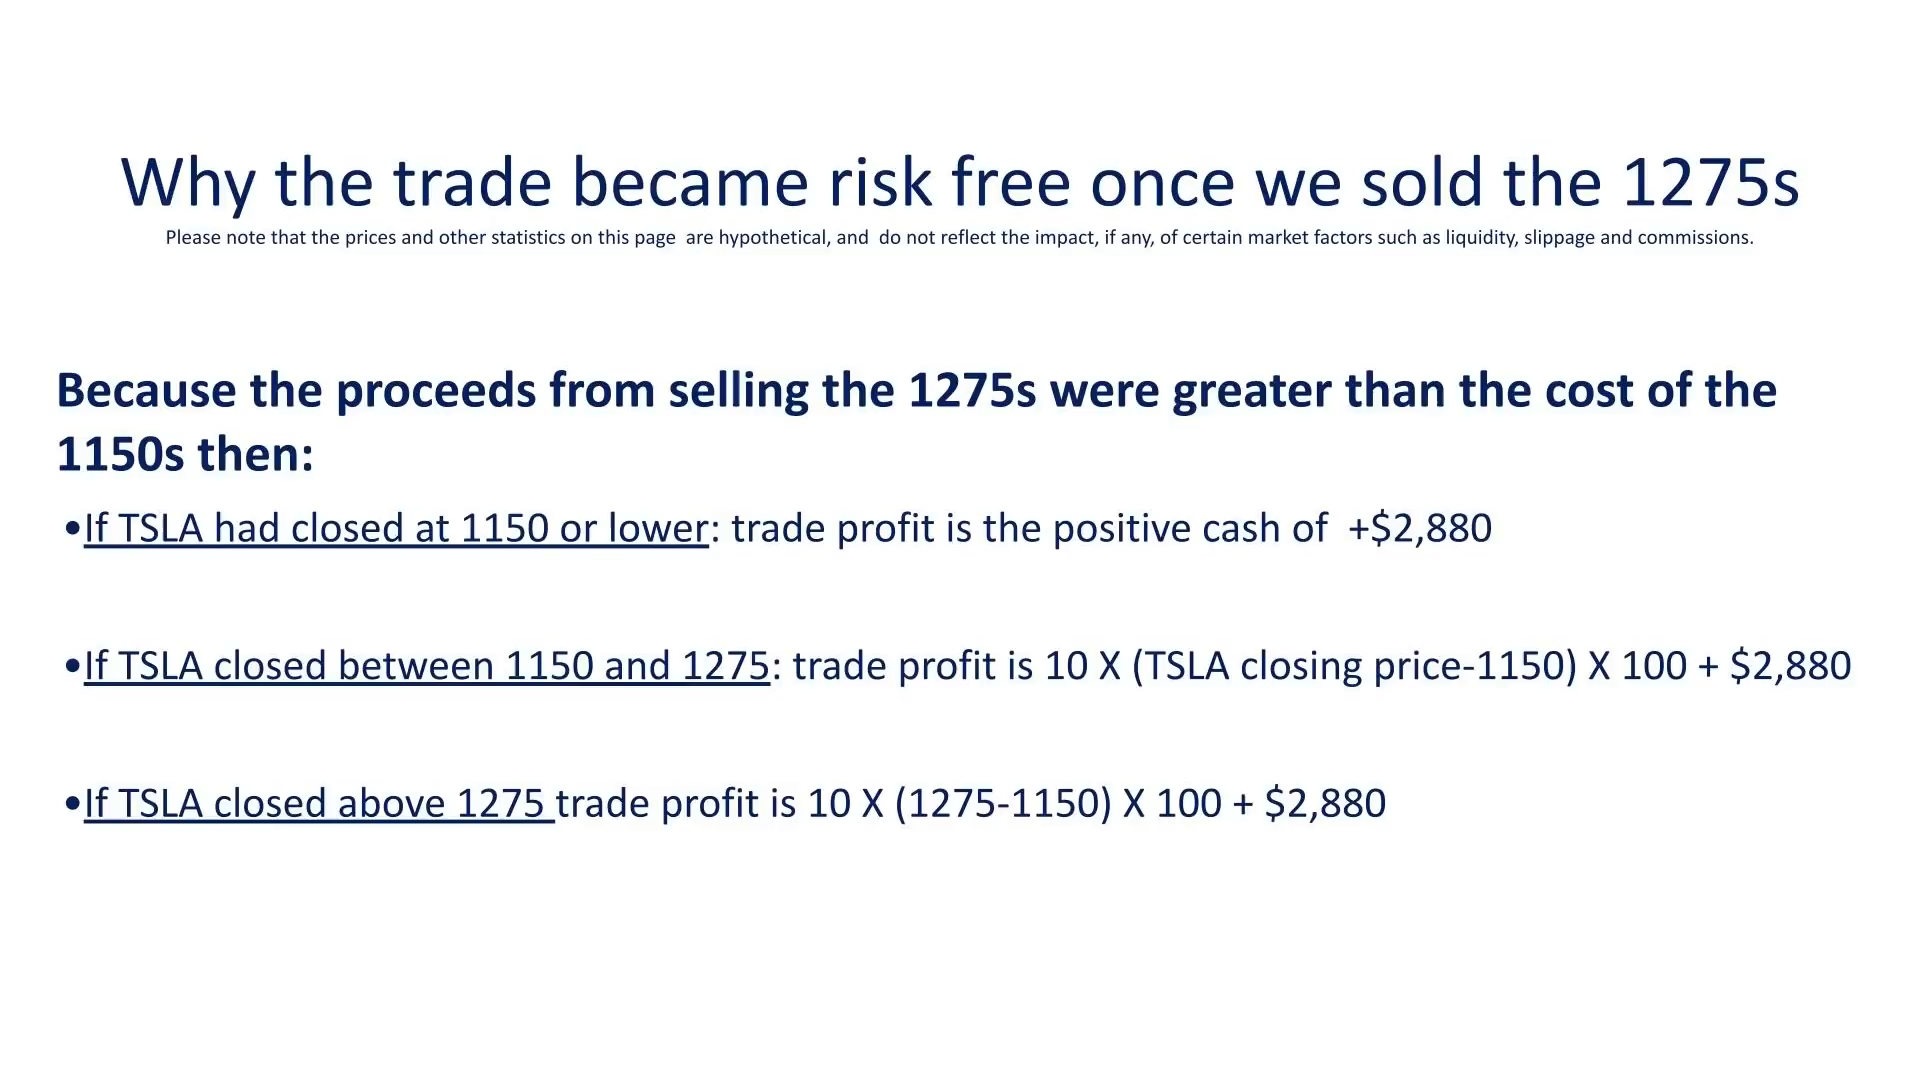 Why the trade became risk free once we sold the 1275s
Please note that the prices and other statistics on this page  are hypothetical, and  do not reflect the impact, if any, of certain market factors such as liquidity, slippage and commissions.
Because the proceeds from selling the 1275s were greater than the cost of the
1150s then:
•If TSLA had closed at 1150 or lower: trade profit is the positive cash of  +$2,880
•If TSLA closed between 1150 and 1275: trade profit is 10 X (TSLA closing price-1150) X 100 + $2,880
•If TSLA closed above 1275 trade profit is 10 X (1275-1150) X 100 + $2,880